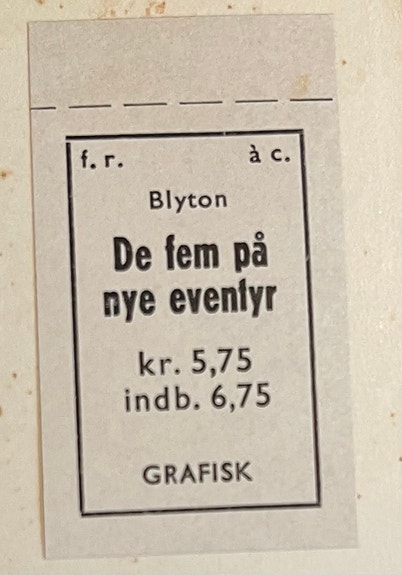 f. r. à c.
Blyton
De fem på
nye eventyr
kr. 5,75
indb. 6,75
GRAFISK